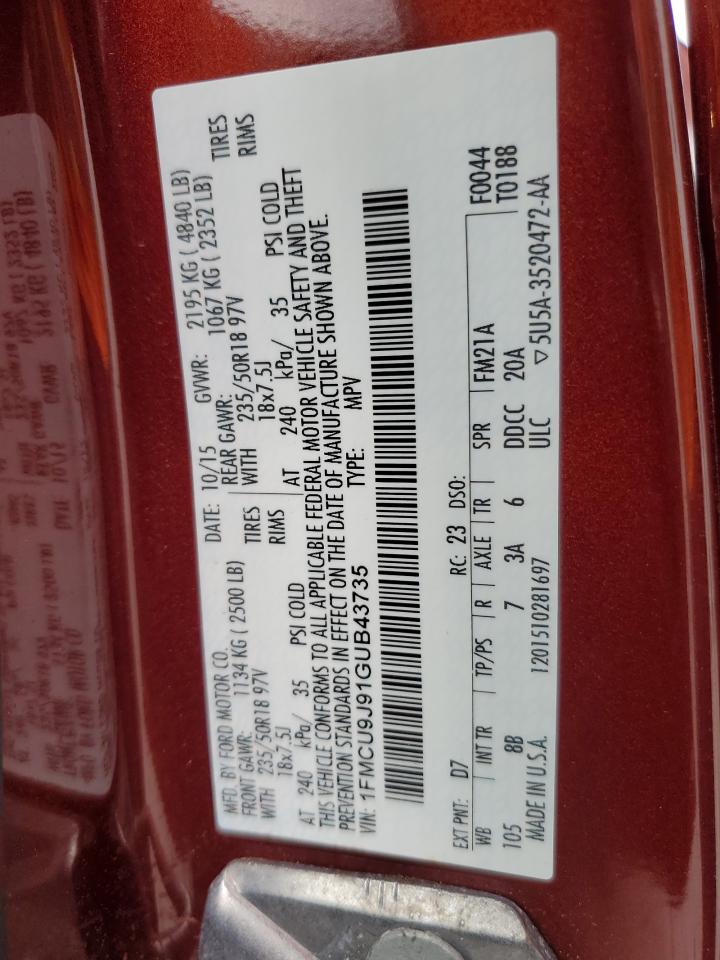 MFD. BY FORD MOTOR CO. DATE: 10/15 GVWR: 2195 KG ( 4840 LB)
FRONT GAWR: 1134 KG ( 2500 LB) REAR GAWR: 1067 KG ( 2352 LB)
WITH 235/50R18 97V TIRES WITH 235/50R18 97V TIRES
18x7.5J RIMS 18x7.5J RIMS
AT 240 kPa/ 35 PSI COLD AT 240 kPa/ 35 PSI COLD
THIS VEHICLE CONFORMS TO ALL APPLICABLE FEDERAL MOTOR VEHICLE SAFETY AND THEFT
PREVENTION STANDARDS IN EFFECT ON THE DATE OF MANUFACTURE SHOWN ABOVE.
VIN: 1FMCU9J91GUB43735 TYPE: MPV
F0044
T0188
EXT PNT: D7 RC: 23 DSO:
WB INT TR TP/PS R AXLE TR SPR FM21A
105 8B 7 3A 6 DDCC 20A
MADE IN U.S.A. 1201510281697 ULC ▽5U5A-3520472-AA